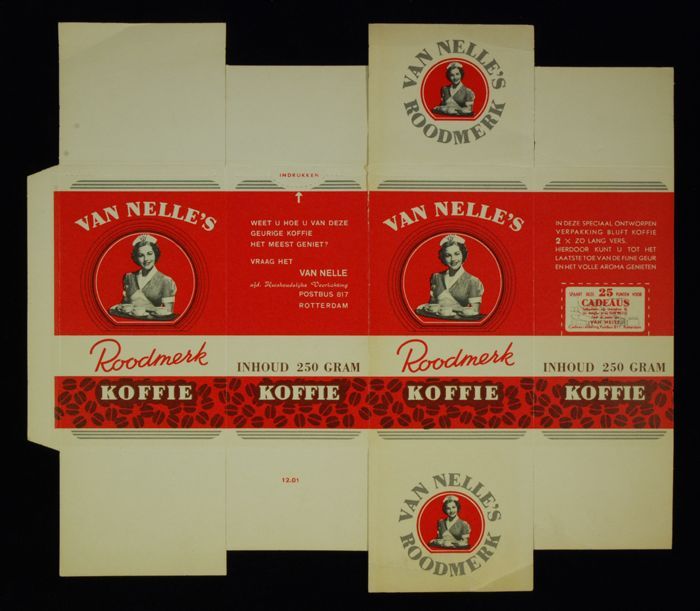 VAN NELLE'S
ROODMERK
INDRUKKEN
VAN NELLE'S
Roodmerk
KOFFIE
WEET U HOE U VAN DEZE
GEURIGE KOFFIE
HET MEEST GENIET?
VRAAG HET
VAN NELLE
afd. Huishoudelijke Voorlichting
POSTBUS 817
ROTTERDAM
INHOUD 250 GRAM
KOFFIE
VAN NELLE'S
Roodmerk
KOFFIE
IN DEZE SPECIAAL ONTWORPEN
VERPAKKING BLIJFT KOFFIE
2 × ZO LANG VERS.
HIERDOOR KUNT U TOT HET
LAATSTE TOE VAN DE FIJNE GEUR
EN HET VOLLE AROMA GENIETEN
25 PUNTEN VOOR
CADEAUS
VAN NELLE
INHOUD 250 GRAM
KOFFIE
12.01
VAN NELLE'S
ROODMERK